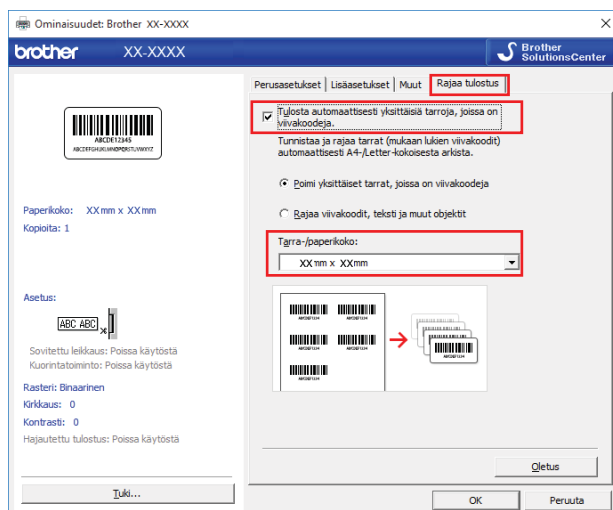 Ominaisuudet: Brother XX-XXXX
brother XX-XXXX
Brother
SolutionsCenter
Perusasetukset Lisäasetukset Muut Rajaa tulostus
Tulosta automaattisesti yksittäisiä tarroja, joissa on
viivakoodeja.
Tunnistaa ja rajaa tarrat (mukaan lukien viivakoodit)
automaattisesti A4-/Letter-kokoisesta arkista.
Poimi yksittäiset tarrat, joissa on viivakoodeja
Rajaa viivakoodit, teksti ja muut objektit
Tarra-/paperikoko:
XX mm x XX mm
ABCDE12345
ABCDEFGHIJKLMNOPQRSTUVWXYZ
Paperikoko: XX mm x XX mm
Kopioita: 1
Asetus:
ABC ABC
Sovitettu leikkaus: Poissa käytöstä
Kuorintatoiminto: Poissa käytöstä
Rasteri: Binaarinen
Kirkkaus: 0
Kontrasti: 0
Hajautettu tulostus: Poissa käytöstä
Tuki...
Oletus
OK Peruuta